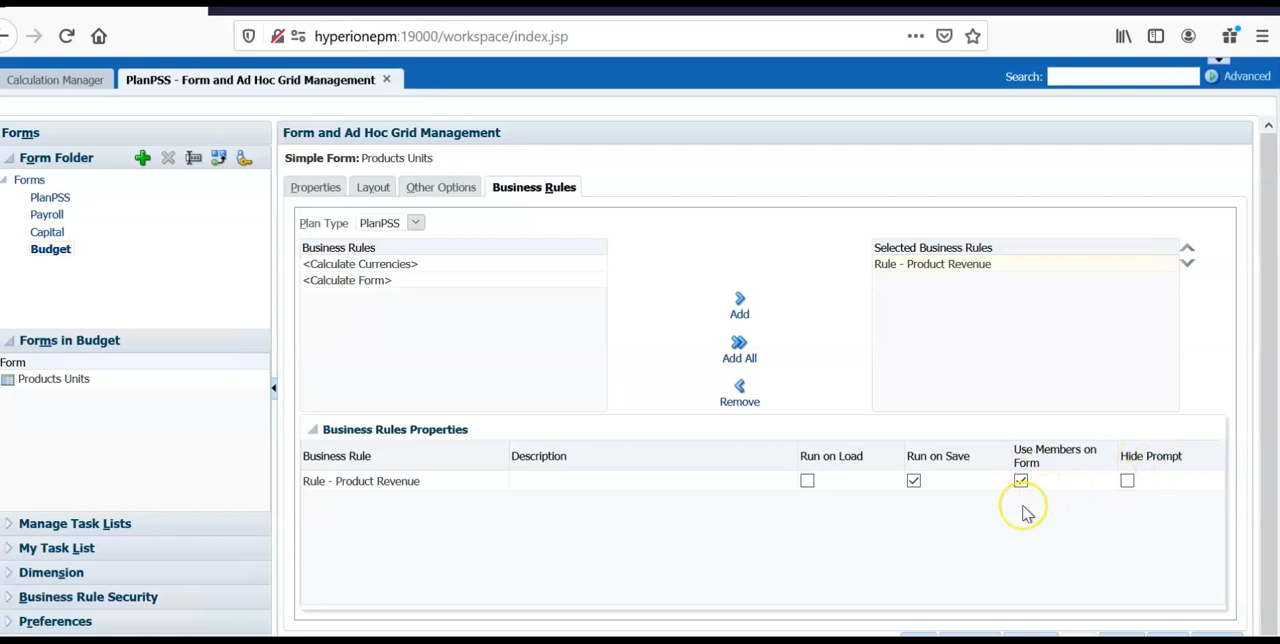 hyperionepm:19000/workspace/index.jsp
Calculation Manager
PlanPSS - Form and Ad Hoc Grid Management
Search:
Advanced
Forms
Form Folder
Forms
PlanPSS
Payroll
Capital
Budget
Forms in Budget
Form
Products Units
Manage Task Lists
My Task List
Dimension
Business Rule Security
Preferences
Form and Ad Hoc Grid Management
Simple Form: Products Units
Properties Layout Other Options Business Rules
Plan Type PlanPSS
Business Rules
<Calculate Currencies>
<Calculate Form>
Add
Add All
Remove
Selected Business Rules
Rule - Product Revenue
Business Rules Properties
Business Rule Description Run on Load Run on Save Use Members on Form Hide Prompt
Rule - Product Revenue